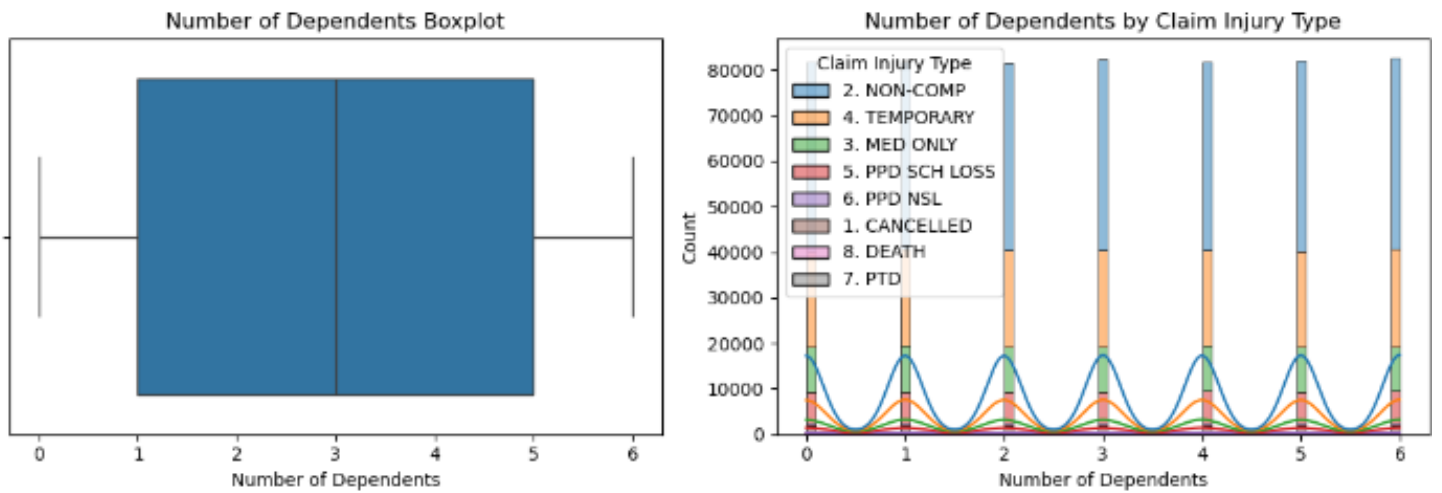 Number of Dependents Boxplot
0 1 2 3 4 5 6
Number of Dependents
Number of Dependents by Claim Injury Type
Claim Injury Type
2. NON-COMP
4. TEMPORARY
3. MED ONLY
5. PPD SCH LOSS
6. PPD NSL
1. CANCELLED
8. DEATH
7. PTD
Count
80000
70000
60000
50000
40000
30000
20000
10000
0
0 1 2 3 4 5 6
Number of Dependents